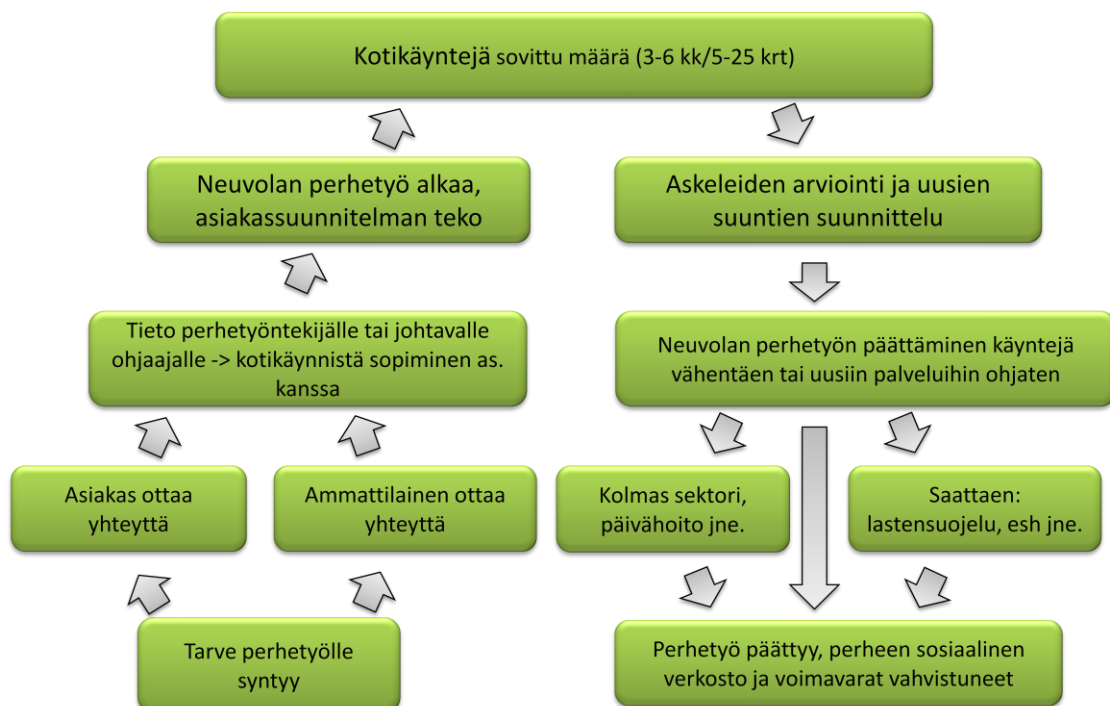 Kotikäyntejä sovittu määrä (3-6 kk/5-25 krt)
Neuvolan perhetyö alkaa,
asiakassuunnitelman teko
Askeleiden arviointi ja uusien
suuntien suunnittelu
Tieto perhetyöntekijälle tai johtavalle
ohjaajalle -> kotikäynnistä sopiminen as.
kanssa
Neuvolan perhetyön päättäminen käyntejä
vähentäen tai uusiin palveluihin ohjaten
Asiakas ottaa
yhteyttä
Ammattilainen ottaa
yhteyttä
Kolmas sektori,
päivähoito jne.
Saattaen:
lastensuojelu, esh jne.
Tarve perhetyölle
syntyy
Perhetyö päättyy, perheen sosiaalinen
verkosto ja voimavarat vahvistuneet